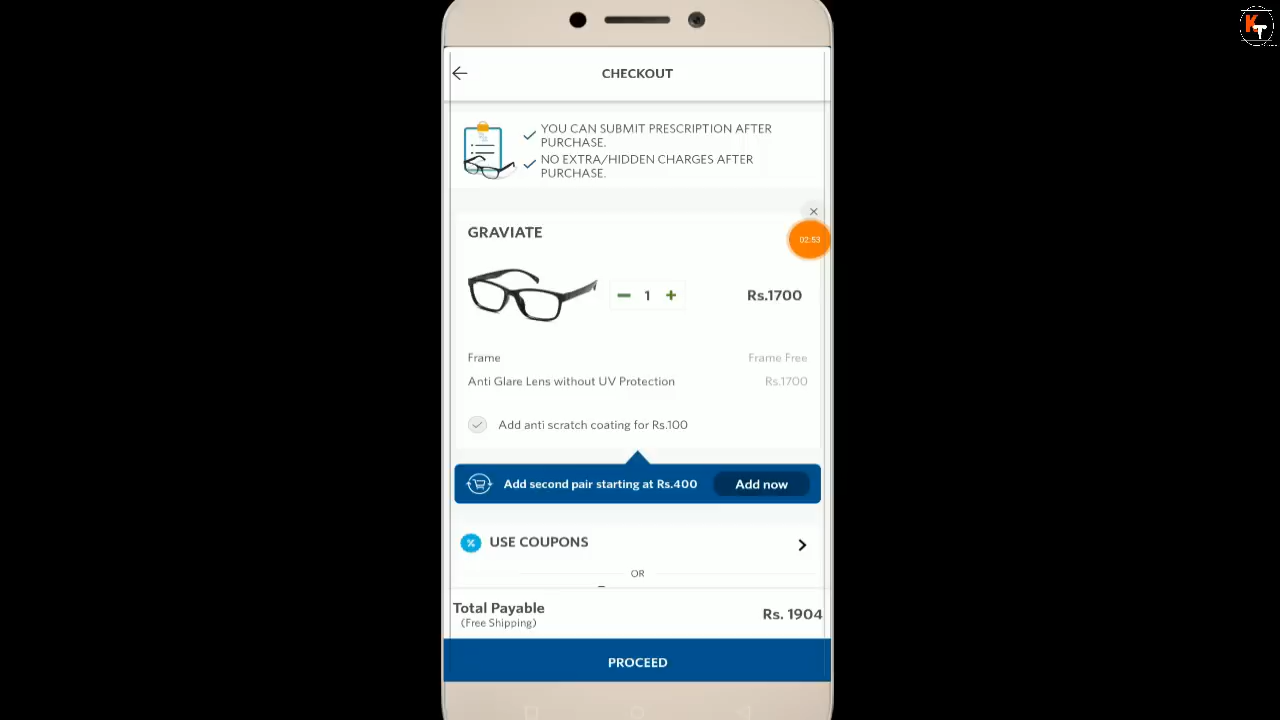 KT
CHECKOUT
YOU CAN SUBMIT PRESCRIPTION AFTER
PURCHASE.
NO EXTRA/HIDDEN CHARGES AFTER
PURCHASE.
GRAVIATE
02:53
1
Rs.1700
Frame
Frame Free
Anti Glare Lens without UV Protection
Rs.1700
Add anti scratch coating for Rs.100
Add second pair starting at Rs.400
Add now
% USE COUPONS
OR
Total Payable
(Free Shipping)
Rs. 1904
PROCEED